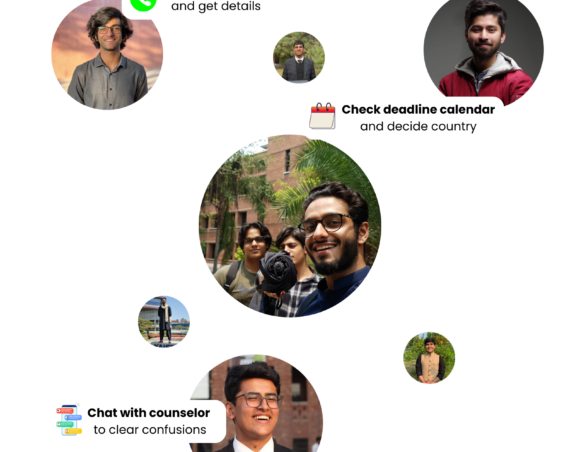 and get details
Check deadline calendar
and decide country
Chat with counselor
to clear confusions